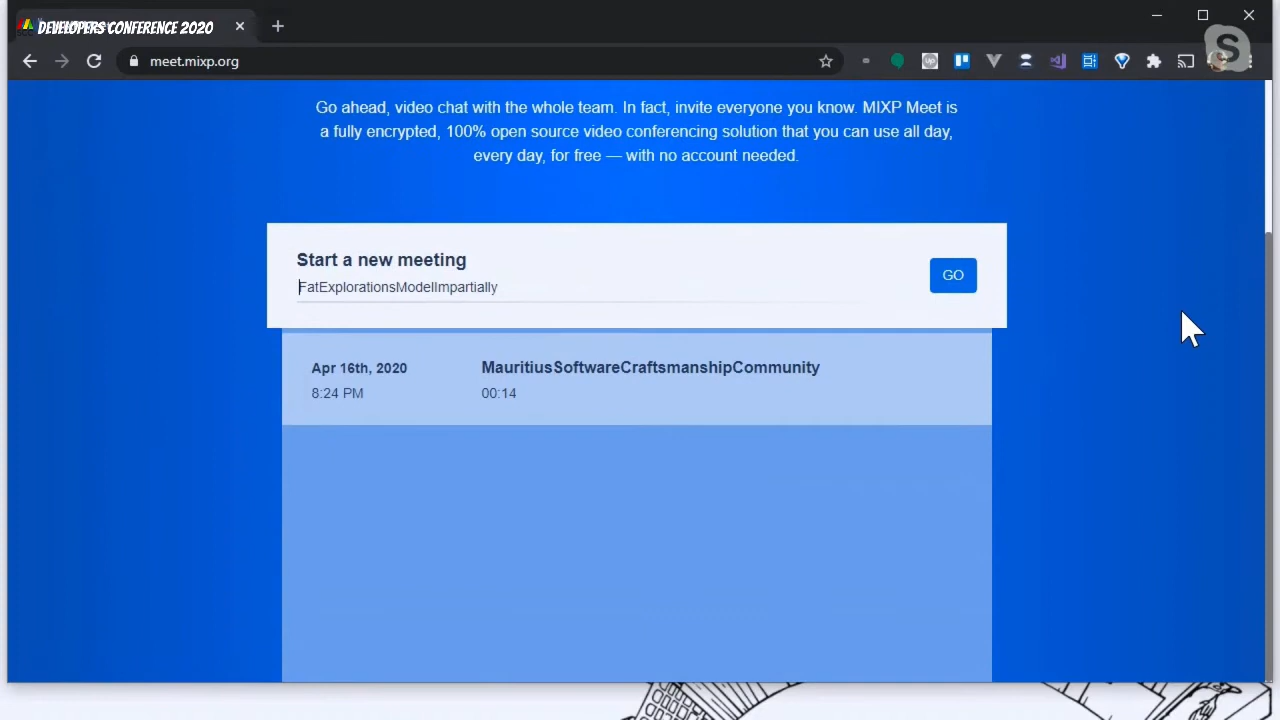 DEVELOPERS CONFERENCE 2020
meet.mixp.org
Go ahead, video chat with the whole team. In fact, invite everyone you know. MIXP Meet is
a fully encrypted, 100% open source video conferencing solution that you can use all day,
every day, for free — with no account needed.
Start a new meeting
FatExplorationsModelImpartially
GO
Apr 16th, 2020
MauritiusSoftwareCraftsmanshipCommunity
8:24 PM
00:14